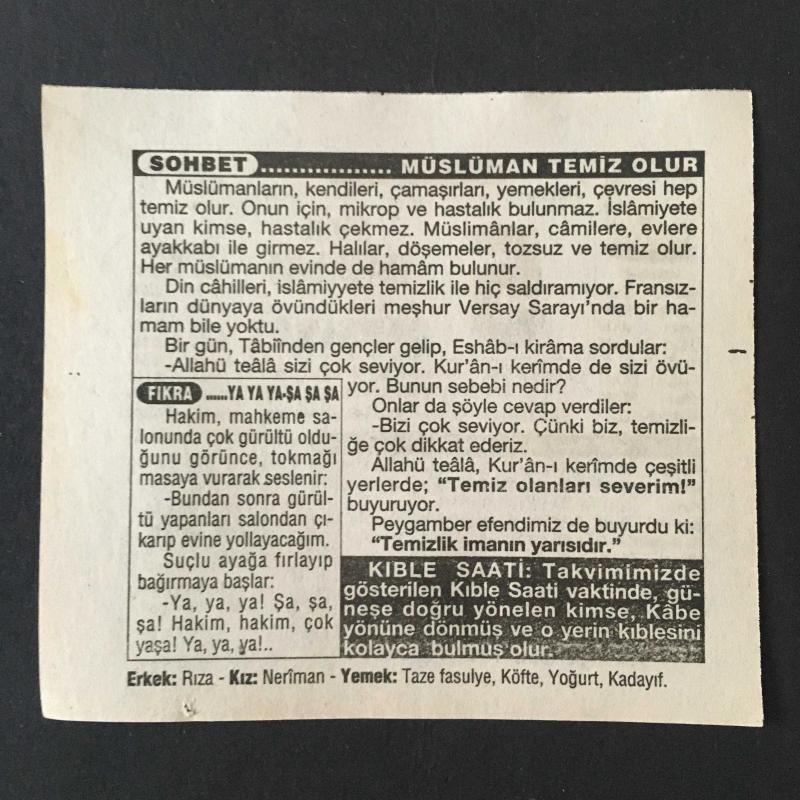 SOHBET ................. MÜSLÜMAN TEMİZ OLUR
Müslümanların, kendileri, çamaşırları, yemekleri, çevresi hep
temiz olur. Onun için, mikrop ve hastalık bulunmaz. İslâmiyete
uyan kimse, hastalık çekmez. Müslimânlar, câmilere, evlere
ayakkabı ile girmez. Halılar, döşemeler, tozsuz ve temiz olur.
Her müslümanın evinde de hamâm bulunur.
Din câhilleri, islâmiyyete temizlik ile hiç saldıramıyor. Fransız-
ların dünyaya övündükleri meşhur Versay Sarayı'nda bir ha-
mam bile yoktu.
Bir gün, Tâbiînden gençler gelip, Eshâb-ı kirâma sordular:
-Allahü teâlâ sizi çok seviyor. Kur'ân-ı kerîmde de sizi övü-
yor. Bunun sebebi nedir?
Onlar da şöyle cevap verdiler:
-Bizi çok seviyor. Çünki biz, temizli-
ğe çok dikkat ederiz.
Allahü teâlâ, Kur'ân-ı kerîmde çeşitli
yerlerde; "Temiz olanları severim!"
buyuruyor.
Peygamber efendimiz de buyurdu ki:
"Temizlik imanın yarısıdır."
FIKRA ......YA YA YA-ŞA ŞA ŞA
Hakim, mahkeme sa-
lonunda çok gürültü oldu-
ğunu görünce, tokmağı
masaya vurarak seslenir:
-Bundan sonra gürül-
tü yapanları salondan çı-
karıp evine yollayacağım.
Suçlu ayağa fırlayıp
bağırmaya başlar:
-Ya, ya, ya! Şa, şa,
şa! Hakim, hakim, çok
yaşa! Ya, ya, ya!..
KIBLE SAATİ: Takvimimizde
gösterilen Kıble Saati vaktinde, gü-
neşe doğru yönelen kimse, Kâbe
yönüne dönmüş ve o yerin kıblesini
kolayca bulmuş olur.
Erkek: Rıza - Kız: Nerîman - Yemek: Taze fasulye, Köfte, Yoğurt, Kadayıf.